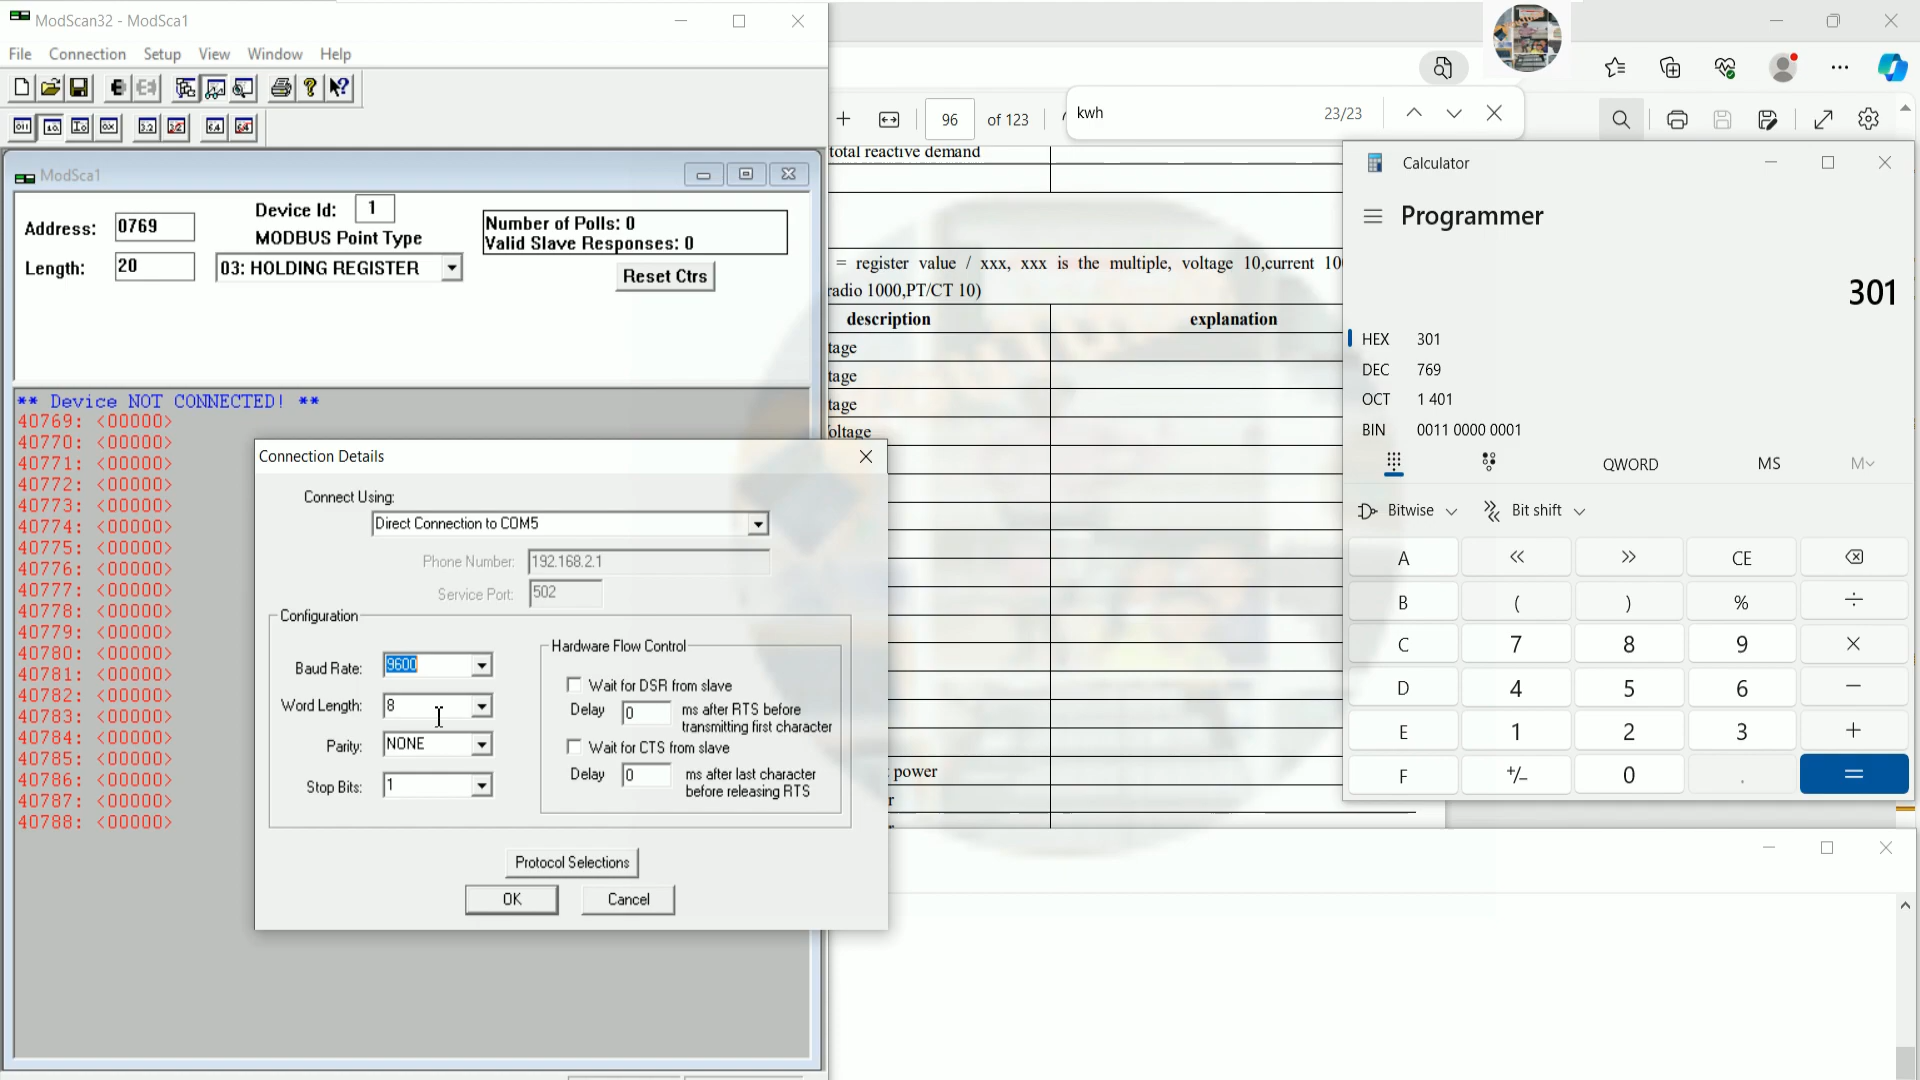 ModScan32 - ModSca1
File Connection Setup View Window Help
ModSca1
Address: 0769
Device Id: 1
MODBUS Point Type
Length: 20
03: HOLDING REGISTER
Number of Polls: 0
Valid Slave Responses: 0
Reset Ctrs
** Device NOT CONNECTED! **
40769: <00000>
40770: <00000>
40771: <00000>
40772: <00000>
40773: <00000>
40774: <00000>
40775: <00000>
40776: <00000>
40777: <00000>
40778: <00000>
40779: <00000>
40780: <00000>
40781: <00000>
40782: <00000>
40783: <00000>
40784: <00000>
40785: <00000>
40786: <00000>
40787: <00000>
40788: <00000>
Connection Details
Connect Using:
Direct Connection to COM5
Phone Number: 192.168.2.1
Service Port: 502
Configuration
Baud Rate: 9600
Word Length: 8
Parity: NONE
Stop Bits: 1
Hardware Flow Control
Wait for DSR from slave
Delay 0 ms after RTS before
transmitting first character
Wait for CTS from slave
Delay 0 ms after last character
before releasing RTS
Protocol Selections
OK Cancel
96 of 123
kwh 23/23
total reactive demand
= register value / xxx, xxx is the multiple, voltage 10,current 10
radio 1000,PT/CT 10)
description explanation
tage
tage
tage
oltage
power
r
Calculator
Programmer
301
HEX 301
DEC 769
OCT 1 401
BIN 0011 0000 0001
QWORD MS M
Bitwise Bit shift
A << >> CE
B ( ) % ÷
C 7 8 9 ×
D 4 5 6 −
E 1 2 3 +
F +/- 0 . =